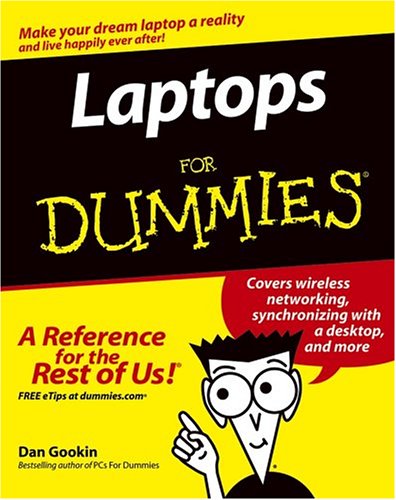 Make your dream laptop a reality
and live happily ever after!
Laptops
FOR
DUMMIES®
Covers wireless
networking,
synchronizing with
a desktop,
and more
A Reference
for the
Rest of Us!®
FREE eTips at dummies.com®
Dan Gookin
Bestselling author of PCs For Dummies